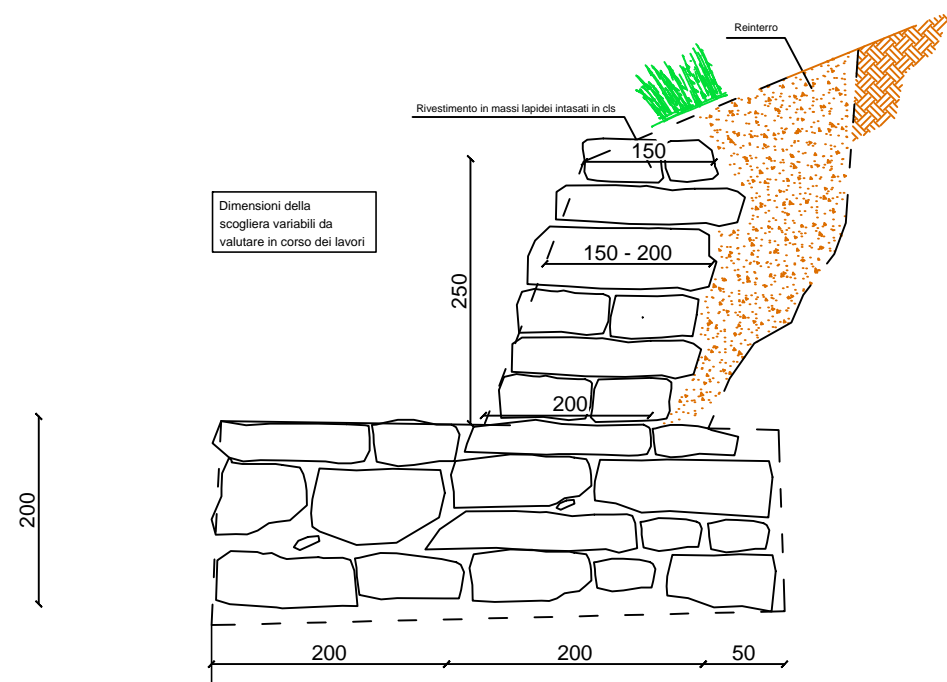 Reinterro
Rivestimento in massi lapidei intasati in cls
150
Dimensioni della
scogliera variabili da
valutare in corso dei lavori
150 - 200
250
200
200
200
200
50